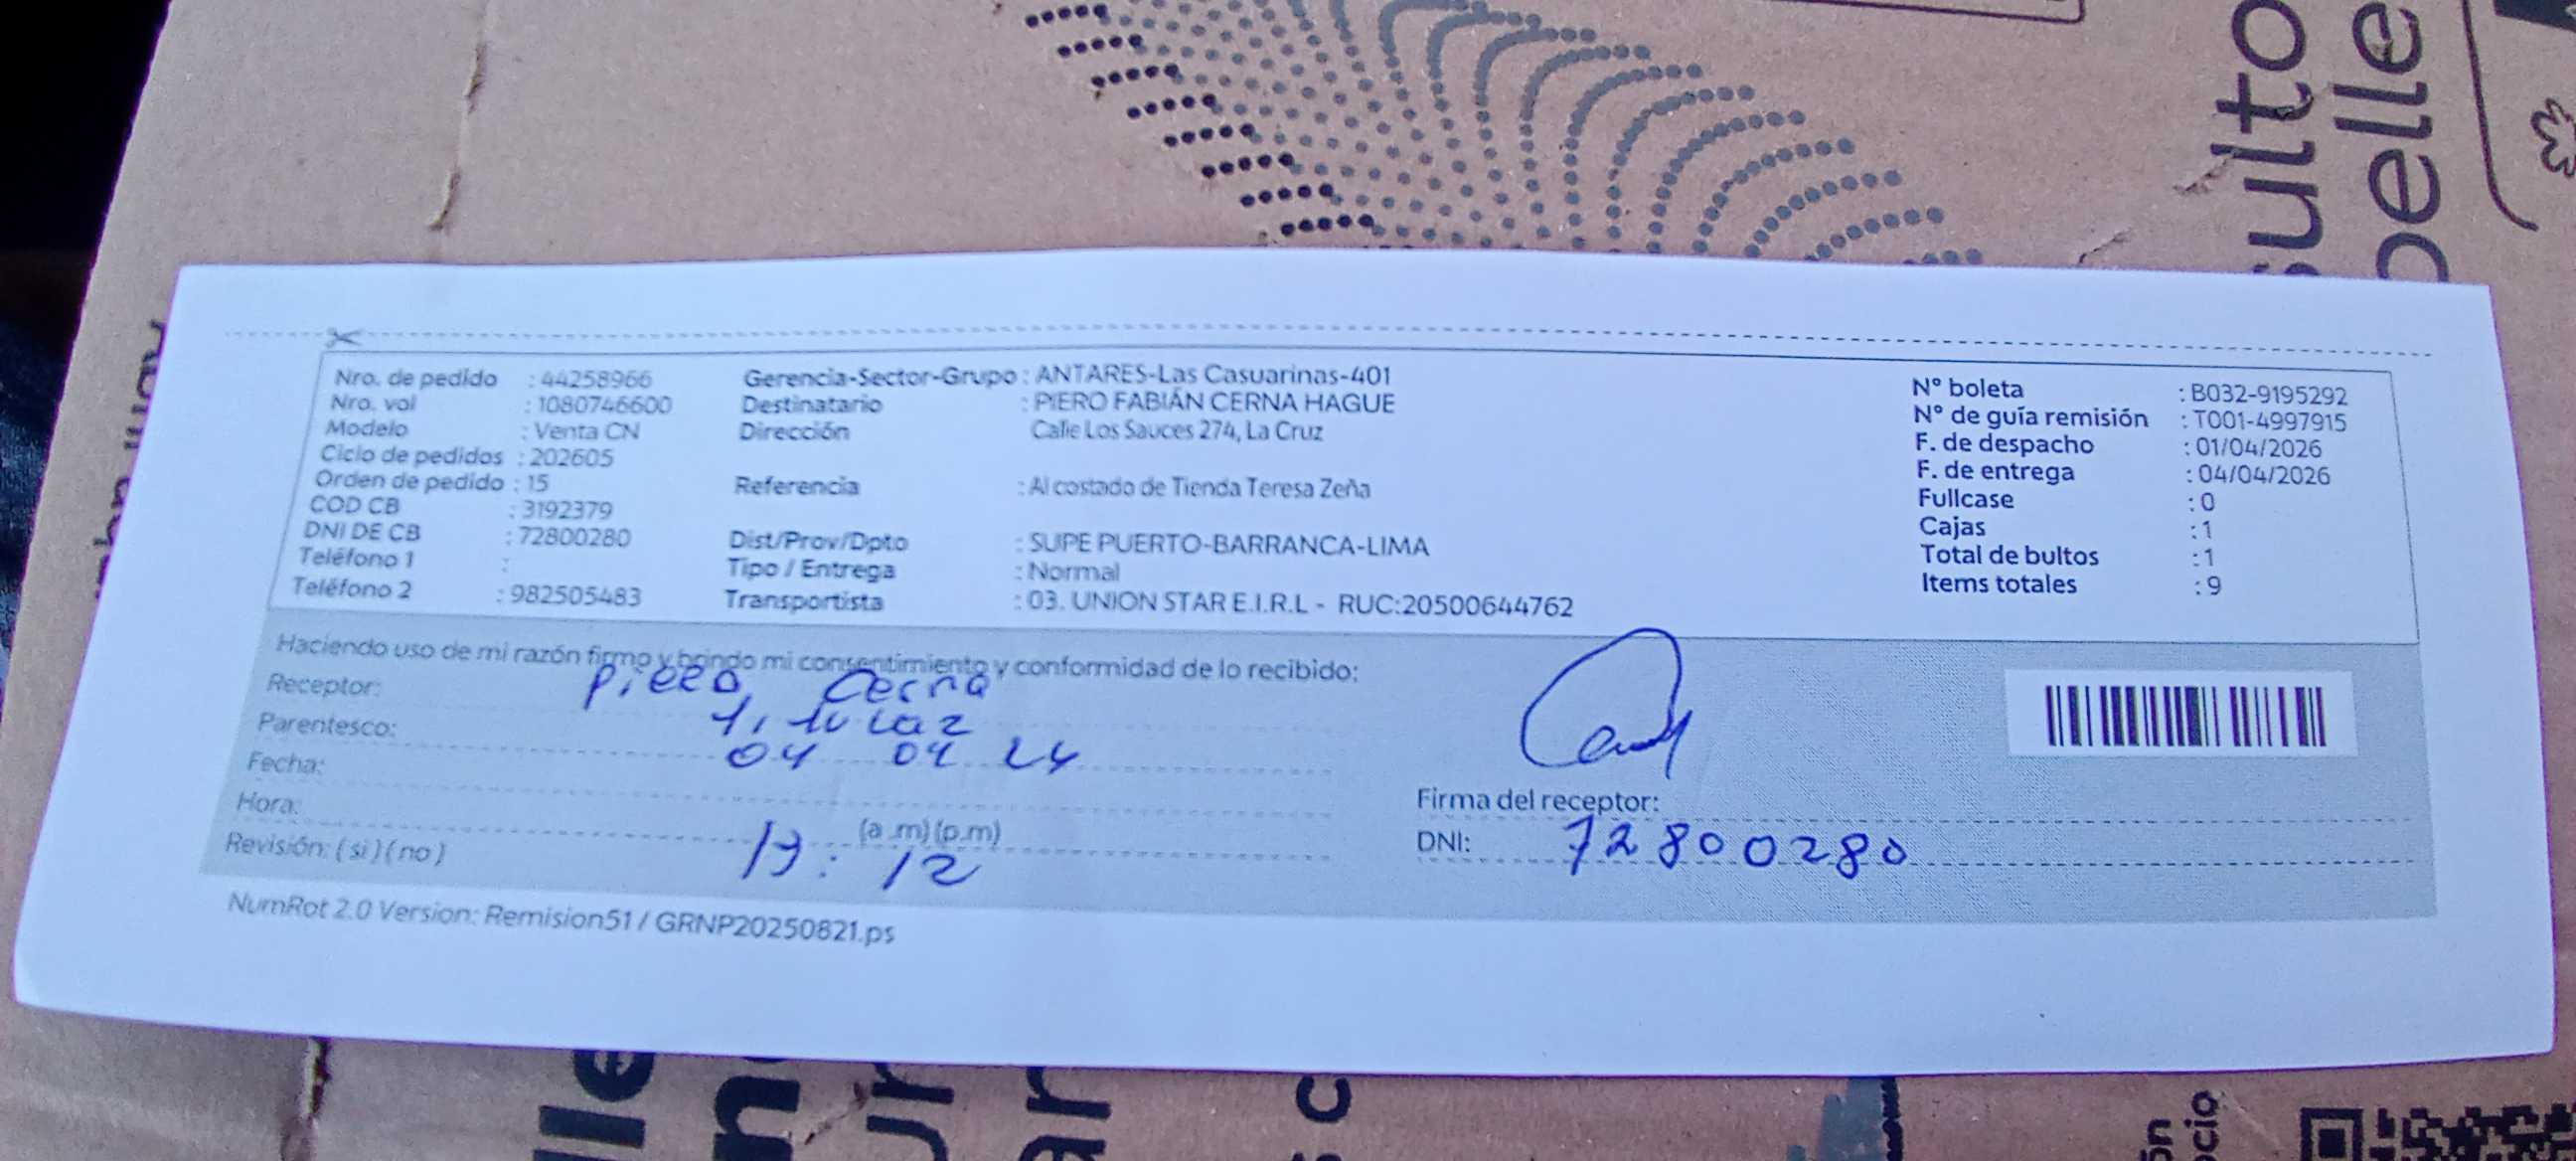 sulto
belle
Nro. de pedido : 44258966
Nro. vol : 1080746600
Modelo : Venta CN
Ciclo de pedidos : 202605
Orden de pedido : 15
COD CB : 3192379
DNI DE CB : 72800280
Teléfono 1 :
Teléfono 2 : 982505483
Gerencia-Sector-Grupo : ANTARES-Las Casuarinas-401
Destinatario : PIERO FABIÁN CERNA HAGUE
Dirección Calle Los Sauces 274, La Cruz
Referencia : Al costado de Tienda Teresa Zeña
Dist/Prov/Dpto : SUPE PUERTO-BARRANCA-LIMA
Tipo / Entrega : Normal
Transportista : 03. UNION STAR E.I.R.L - RUC:20500644762
N° boleta : B032-9195292
N° de guía remisión : T001-4997915
F. de despacho : 01/04/2026
F. de entrega : 04/04/2026
Fullcase : 0
Cajas : 1
Total de bultos : 1
Items totales : 9
Haciendo uso de mi razón firmo y brindo mi consentimiento y conformidad de lo recibido:
Receptor: Piero Cerna
Parentesco: Titular
Fecha: 04 04
Hora: (a .m) (p.m)
Revisión: ( si ) ( no ) : 12
Firma del receptor:
DNI: 72800280
NumRot 2.0 Version: Remision51 / GRNP20250821.ps